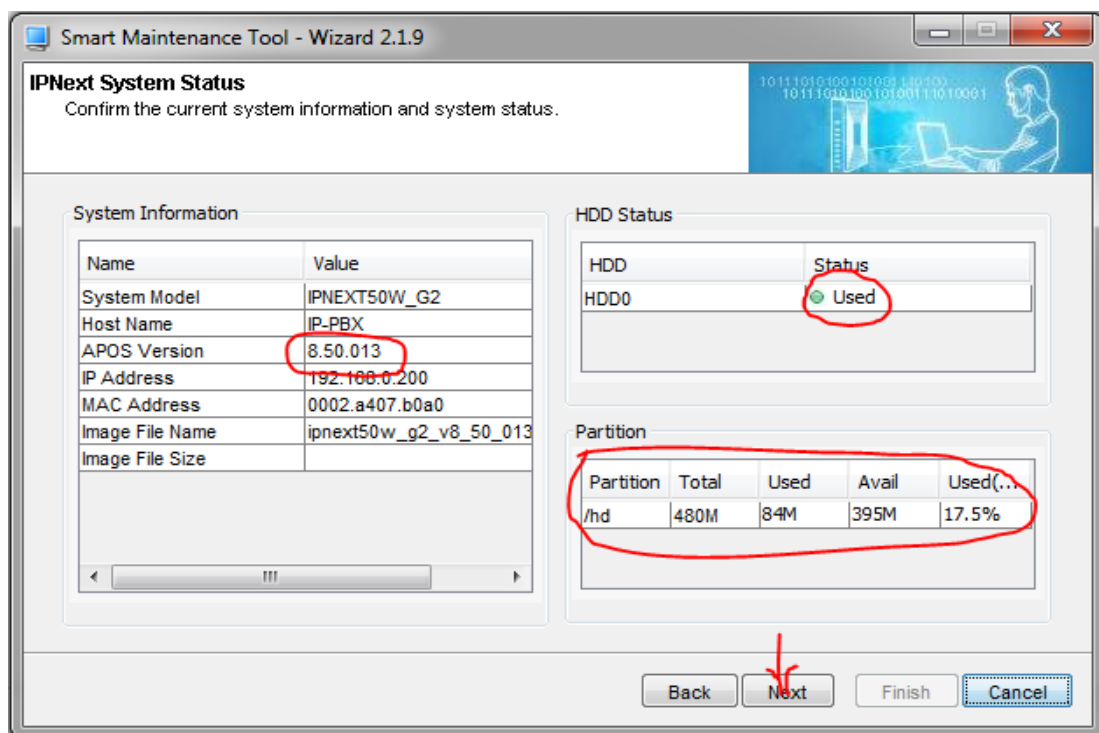 Smart Maintenance Tool - Wizard 2.1.9
IPNext System Status
Confirm the current system information and system status.
System Information
Name Value
System Model IPNEXT50W_G2
Host Name IP-PBX
APOS Version 8.50.013
IP Address 192.168.0.200
MAC Address 0002.a407.b0a0
Image File Name ipnext50w_g2_v8_50_013
Image File Size
HDD Status
HDD Status
HDD0 Used
Partition
Partition Total Used Avail Used(...
/hd 480M 84M 395M 17.5%
Back Next Finish Cancel